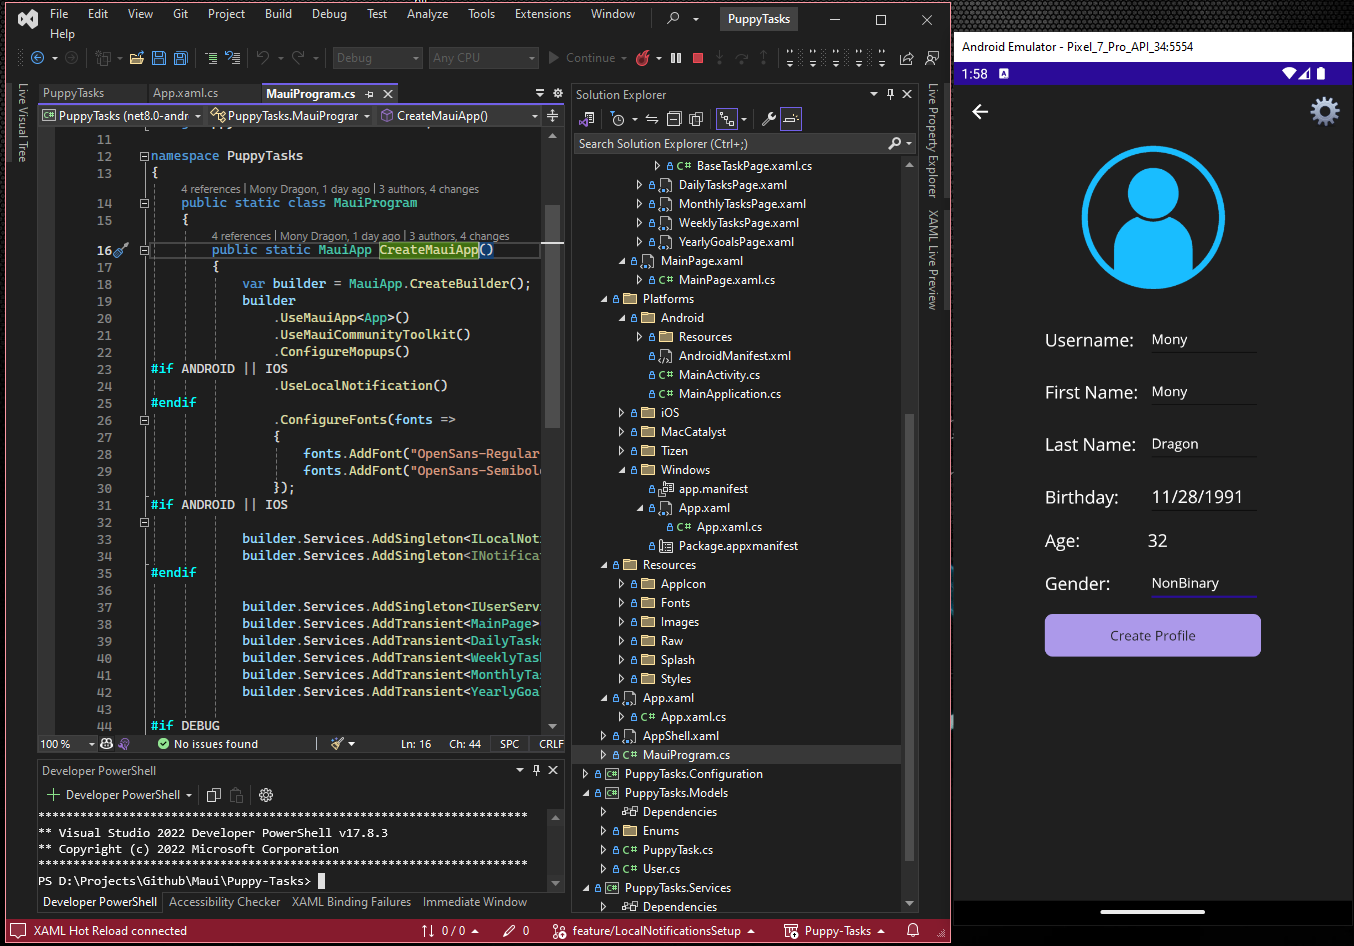 File Edit View Git Project Build Debug Test Analyze Tools Extensions Window
Help
PuppyTasks
Debug
Any CPU
Continue
Live Visual Tree
PuppyTasks App.xaml.cs MauiProgram.cs
PuppyTasks (net8.0-andr PuppyTasks.MauiPrograr CreateMauiApp()
11
12 namespace PuppyTasks
13 {
4 references | Mony Dragon, 1 day ago | 3 authors, 4 changes
14 public static class MauiProgram
15 {
4 references | Mony Dragon, 1 day ago | 3 authors, 4 changes
16 public static MauiApp CreateMauiApp()
17 {
18 var builder = MauiApp.CreateBuilder();
19 builder
20 .UseMauiApp<App>()
21 .UseMauiCommunityToolkit()
22 .ConfigureMopups()
23 #if ANDROID || IOS
24 .UseLocalNotification()
25 #endif
26 .ConfigureFonts(fonts =>
27 {
28 fonts.AddFont("OpenSans-Regular
29 fonts.AddFont("OpenSans-Semibold
30 });
31 #if ANDROID || IOS
32
33 builder.Services.AddSingleton<ILocalNoti
34 builder.Services.AddSingleton<INotificat
35 #endif
36
37 builder.Services.AddSingleton<IUserServi
38 builder.Services.AddTransient<MainPage>
39 builder.Services.AddTransient<DailyTasks
40 builder.Services.AddTransient<WeeklyTask
41 builder.Services.AddTransient<MonthlyTas
42 builder.Services.AddTransient<YearlyGoal
43
44 #if DEBUG
100 % No issues found Ln: 16 Ch: 44 SPC CRLF
Developer PowerShell
Developer PowerShell
**********************************************************************
** Visual Studio 2022 Developer PowerShell v17.8.3
** Copyright (c) 2022 Microsoft Corporation
**********************************************************************
PS D:\Projects\Github\Maui\Puppy-Tasks>
Developer PowerShell Accessibility Checker XAML Binding Failures Immediate Window
Solution Explorer
Search Solution Explorer (Ctrl+;)
C# BaseTaskPage.xaml.cs
DailyTasksPage.xaml
MonthlyTasksPage.xaml
WeeklyTasksPage.xaml
YearlyGoalsPage.xaml
MainPage.xaml
C# MainPage.xaml.cs
Platforms
Android
Resources
AndroidManifest.xml
C# MainActivity.cs
C# MainApplication.cs
iOS
MacCatalyst
Tizen
Windows
app.manifest
App.xaml
C# App.xaml.cs
Package.appxmanifest
Resources
AppIcon
Fonts
Images
Raw
Splash
Styles
App.xaml
C# App.xaml.cs
AppShell.xaml
C# MauiProgram.cs
C# PuppyTasks.Configuration
C# PuppyTasks.Models
Dependencies
Enums
C# PuppyTask.cs
C# User.cs
C# PuppyTasks.Services
Dependencies
Live Property Explorer
XAML Live Preview
XAML Hot Reload connected 0 / 0 0 feature/LocalNotificationsSetup Puppy-Tasks
Android Emulator - Pixel_7_Pro_API_34:5554
1:58 A
Username: Mony
First Name: Mony
Last Name: Dragon
Birthday: 11/28/1991
Age: 32
Gender: NonBinary
Create Profile